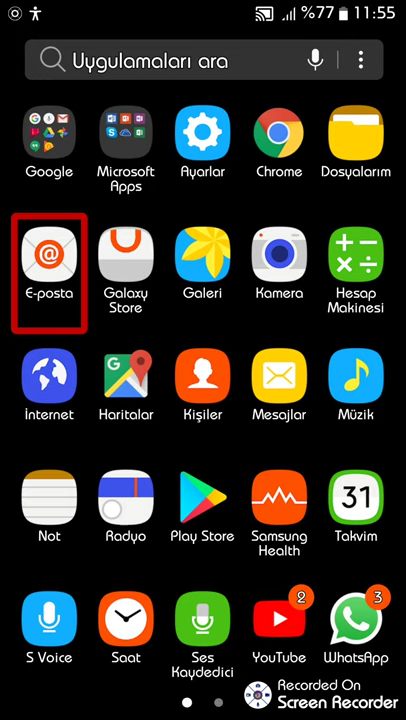 %77 11:55
Uygulamaları ara
Google
Microsoft
Apps
Ayarlar
Chrome
Dosyalarım
E-posta
Galaxy
Store
Galeri
Kamera
Hesap
Makinesi
İnternet
Haritalar
Kişiler
Mesajlar
Müzik
31
Not
Radyo
Play Store
Samsung
Health
Takvim
2
3
S Voice
Saat
Ses
Kaydedici
YouTube
WhatsApp
Recorded On
Screen Recorder